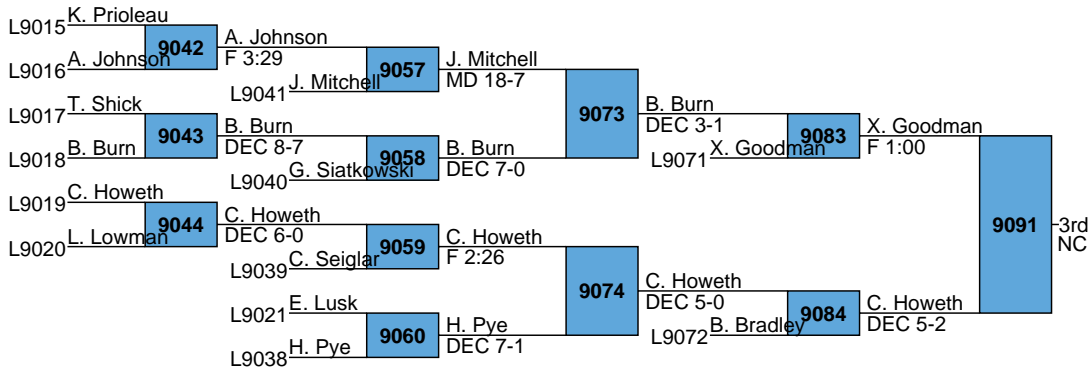 L9015 K. Prioleau
9042
L9016 A. Johnson
A. Johnson
F 3:29
9057
L9041 J. Mitchell
J. Mitchell
MD 18-7
L9017 T. Shick
9043
L9018 B. Burn
B. Burn
DEC 8-7
9058
L9040 G. Siatkowski
B. Burn
DEC 7-0
9073
B. Burn
DEC 3-1
9083
L9071 X. Goodman
X. Goodman
F 1:00
L9019 C. Howeth
9044
L9020 L. Lowman
C. Howeth
DEC 6-0
9059
L9039 C. Seiglar
C. Howeth
F 2:26
L9021 E. Lusk
9060
L9038 H. Pye
H. Pye
DEC 7-1
9074
C. Howeth
DEC 5-0
9084
L9072 B. Bradley
C. Howeth
DEC 5-2
9091
3rd
NC